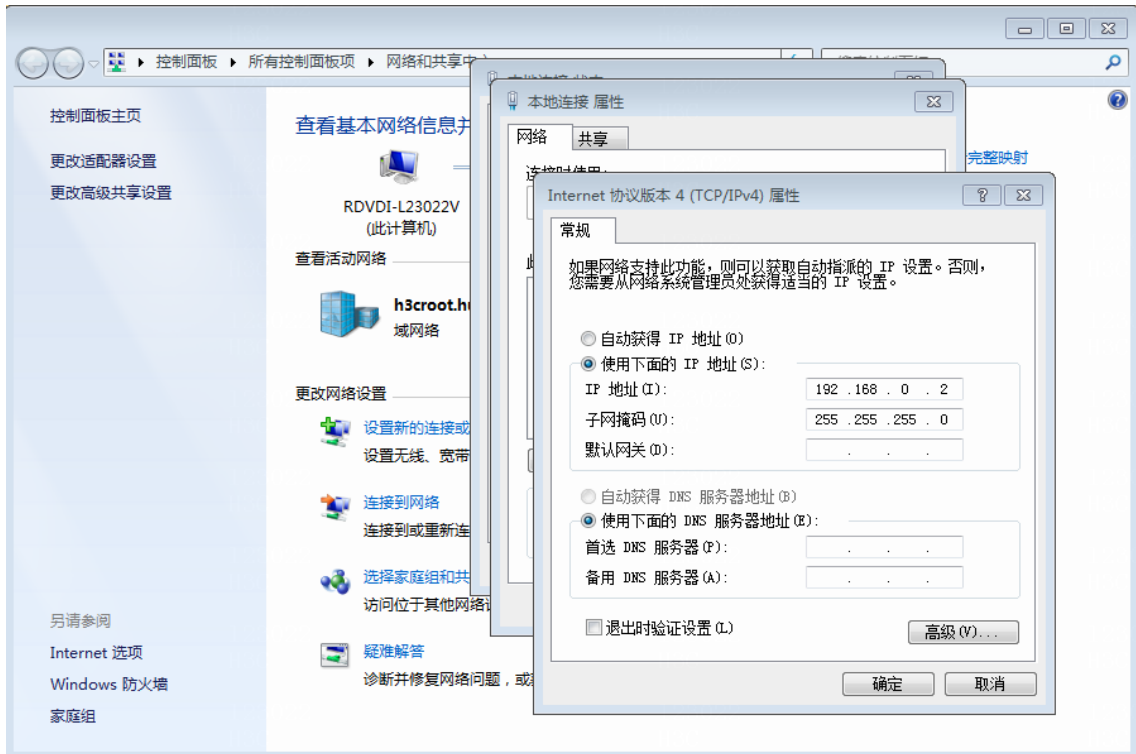 控制面板 ▸ 所有控制面板项 ▸ 网络和共享中
控制面板主页
更改适配器设置
更改高级共享设置
另请参阅
Internet 选项
Windows 防火墙
家庭组
查看基本网络信息并
完整映射
RDVDI-L23022V
(此计算机)
查看活动网络
h3croot.hu
域网络
更改网络设置
设置新的连接或
设置无线、宽带
连接到网络
连接到或重新连
选择家庭组和共
访问位于其他网络
疑难解答
诊断并修复网络问题，或
本地连接 状态
本地连接 属性
网络
共享
连接时使用:
Internet 协议版本 4 (TCP/IPv4) 属性
常规
如果网络支持此功能，则可以获取自动指派的 IP 设置。否则，
您需要从网络系统管理员处获得适当的 IP 设置。
自动获得 IP 地址(O)
使用下面的 IP 地址(S):
IP 地址(I): 192 .168 . 0 . 2
子网掩码(U): 255 .255 .255 . 0
默认网关(D): . . .
自动获得 DNS 服务器地址(B)
使用下面的 DNS 服务器地址(E):
首选 DNS 服务器(P): . . .
备用 DNS 服务器(A): . . .
退出时验证设置(L)
高级(V)...
确定
取消